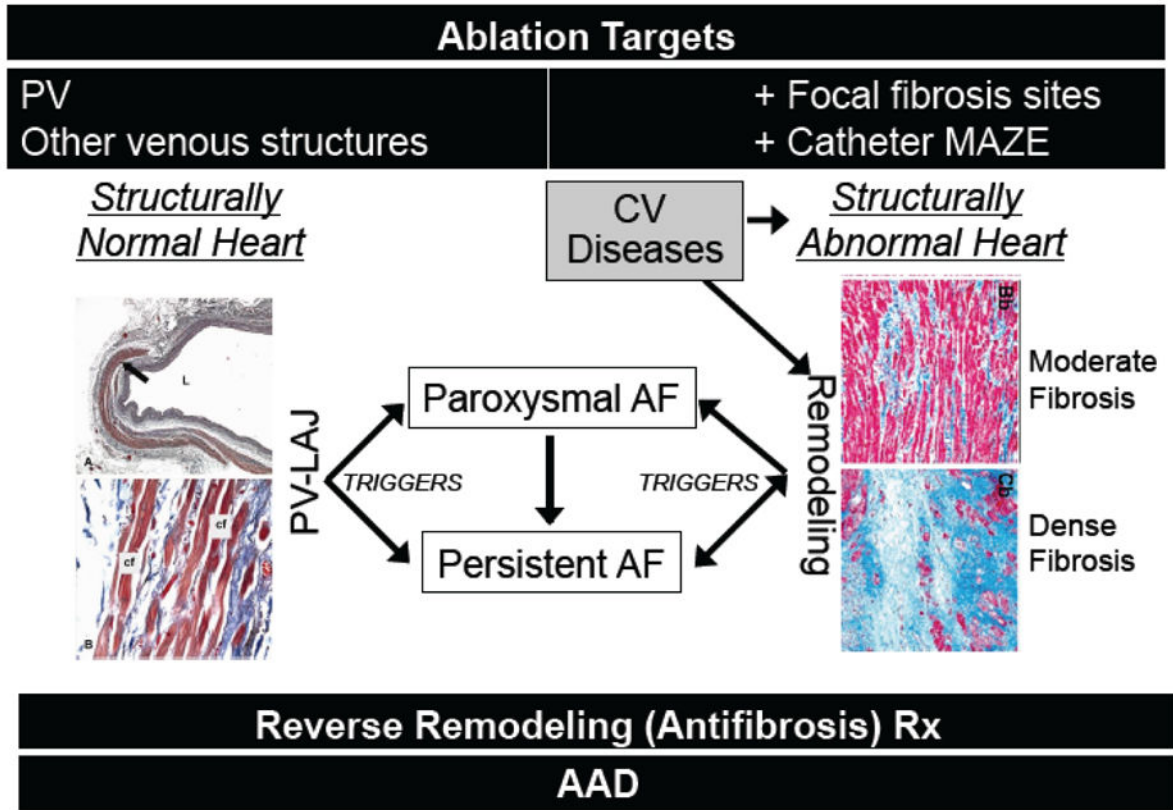 Ablation Targets
PV
Other venous structures
+ Focal fibrosis sites
+ Catheter MAZE
Structurally
Normal Heart
CV
Diseases
Structurally
Abnormal Heart
L
A
cf
cf
B
PV-LAJ
TRIGGERS
Paroxysmal AF
Persistent AF
TRIGGERS
Remodeling
Bb
Moderate
Fibrosis
Cb
Dense
Fibrosis
Reverse Remodeling (Antifibrosis) Rx
AAD